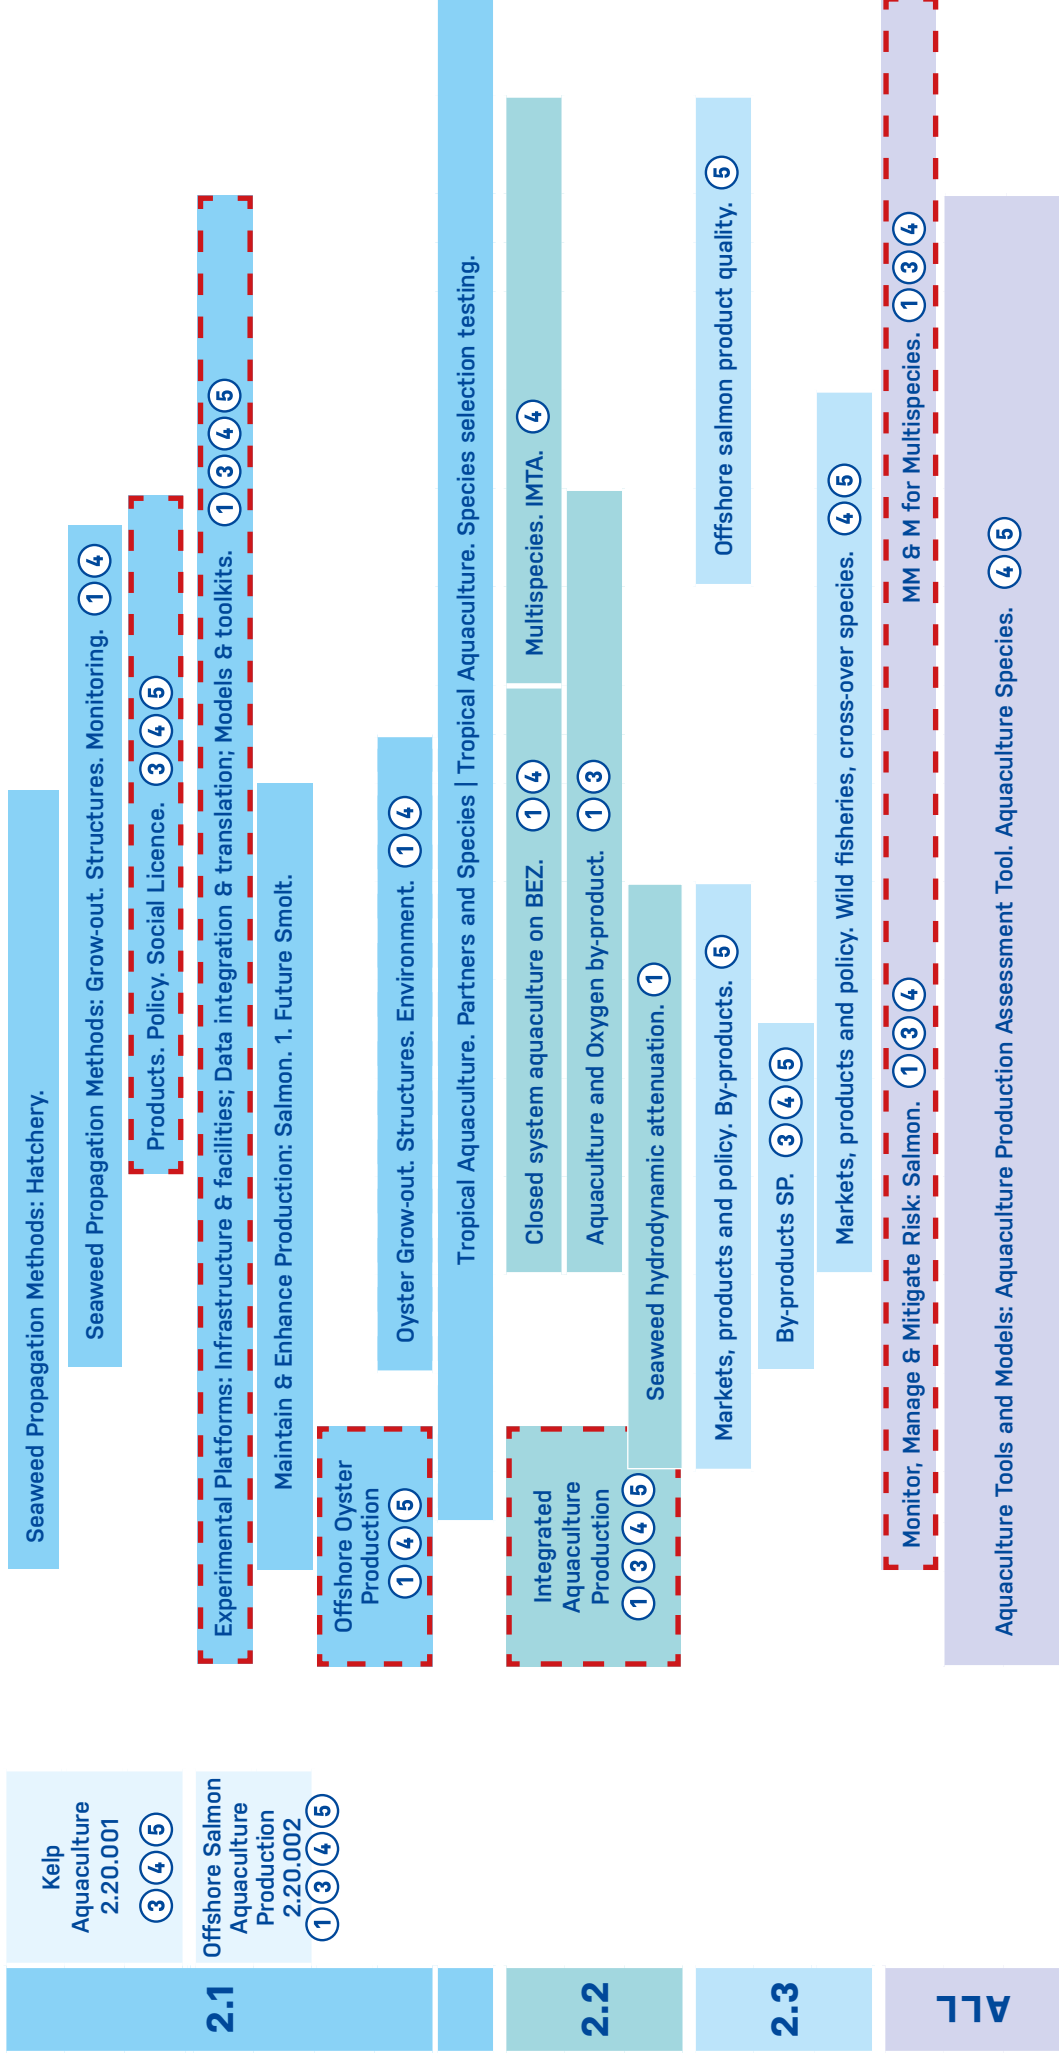 2.1
Kelp
Aquaculture
2.20.001
3 4 5
Offshore Salmon
Aquaculture
Production
2.20.002
1 3 4 5
Seaweed Propagation Methods: Hatchery.
Seaweed Propagation Methods: Grow-out. Structures. Monitoring. 1 4
Products. Policy. Social Licence. 3 4 5
Experimental Platforms: Infrastructure & facilities; Data integration & translation; Models & toolkits. 1 3 4 5
Maintain & Enhance Production: Salmon. 1. Future Smolt.
Offshore Oyster
Production
1 4 5
Oyster Grow-out. Structures. Environment. 1 4
Tropical Aquaculture. Partners and Species | Tropical Aquaculture. Species selection testing.
2.2
Integrated
Aquaculture
Production
1 3 4 5
Closed system aquaculture on BEZ. 1 4
Multispecies. IMTA. 4
Aquaculture and Oxygen by-product. 1 3
Seaweed hydrodynamic attenuation. 1
2.3
Markets, products and policy. By-products. 5
Offshore salmon product quality. 5
By-products SP. 3 4 5
Markets, products and policy. Wild fisheries, cross-over species. 4 5
ALL
Monitor, Manage & Mitigate Risk: Salmon. 1 3 4
MM & M for Multispecies. 1 3 4
Aquaculture Tools and Models: Aquaculture Production Assessment Tool. Aquaculture Species. 4 5